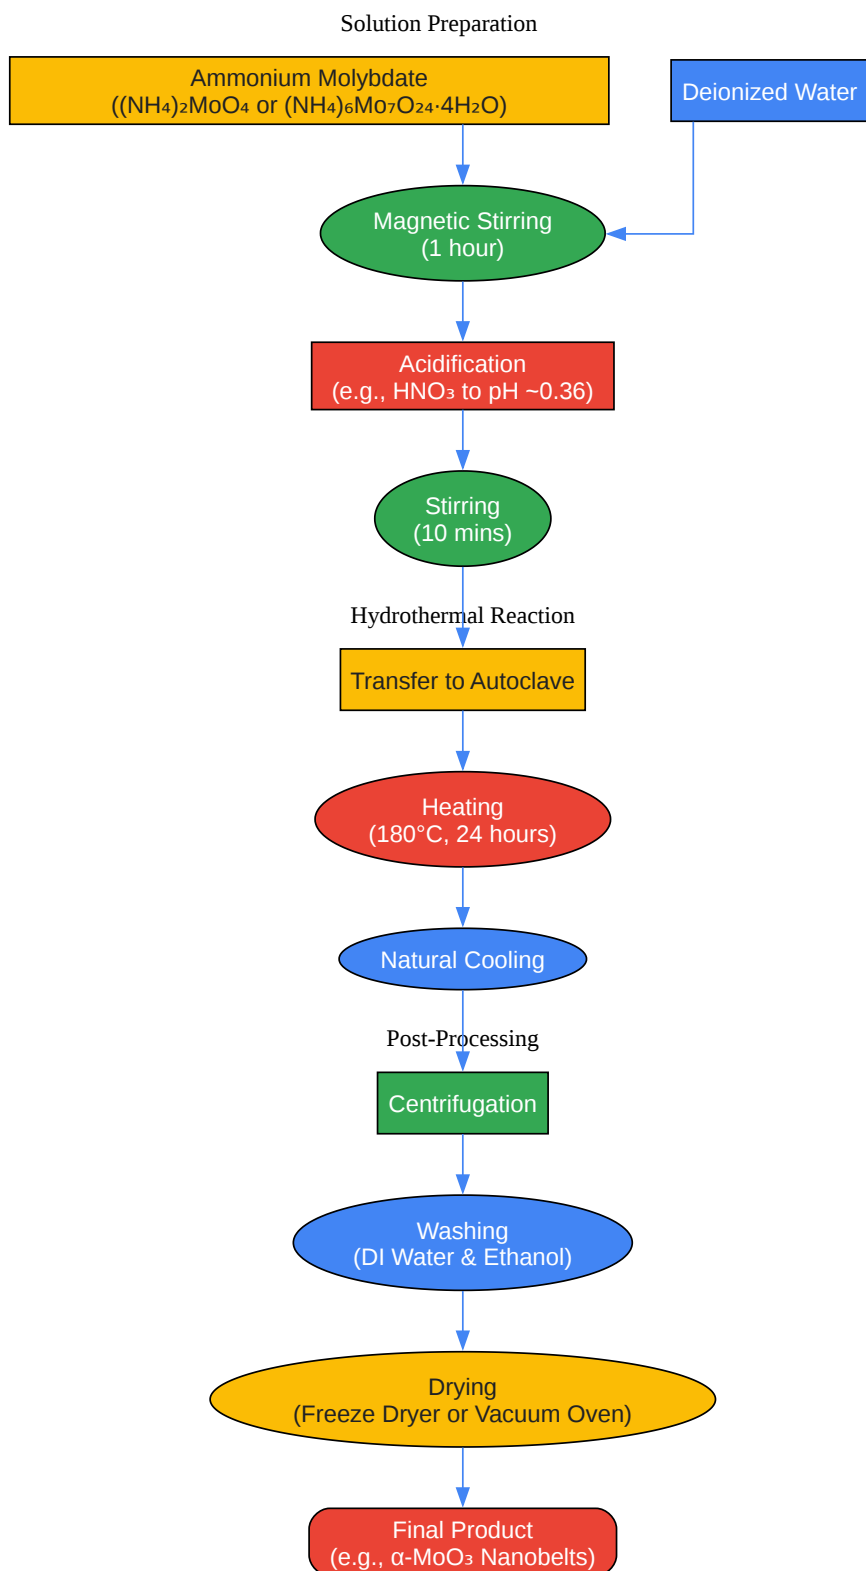 Solution Preparation
Ammonium Molybdate
((NH₄)₂MoO₄ or (NH₄)₆Mo₇O₂₄·4H₂O)
Deionized Water
Magnetic Stirring
(1 hour)
Acidification
(e.g., HNO₃ to pH ~0.36)
Stirring
(10 mins)
Hydrothermal Reaction
Transfer to Autoclave
Heating
(180°C, 24 hours)
Natural Cooling
Post-Processing
Centrifugation
Washing
(DI Water & Ethanol)
Drying
(Freeze Dryer or Vacuum Oven)
Final Product
(e.g., α-MoO₃ Nanobelts)